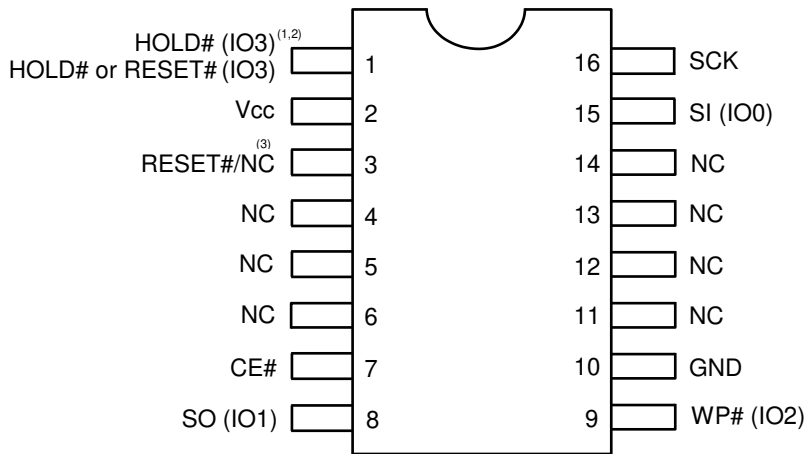 HOLD# (IO3) (1,2)
HOLD# or RESET# (IO3) 1 16 SCK
Vcc 2 15 SI (IO0)
(3)
RESET#/NC 3 14 NC
NC 4 13 NC
NC 5 12 NC
NC 6 11 NC
CE# 7 10 GND
SO (IO1) 8 9 WP# (IO2)